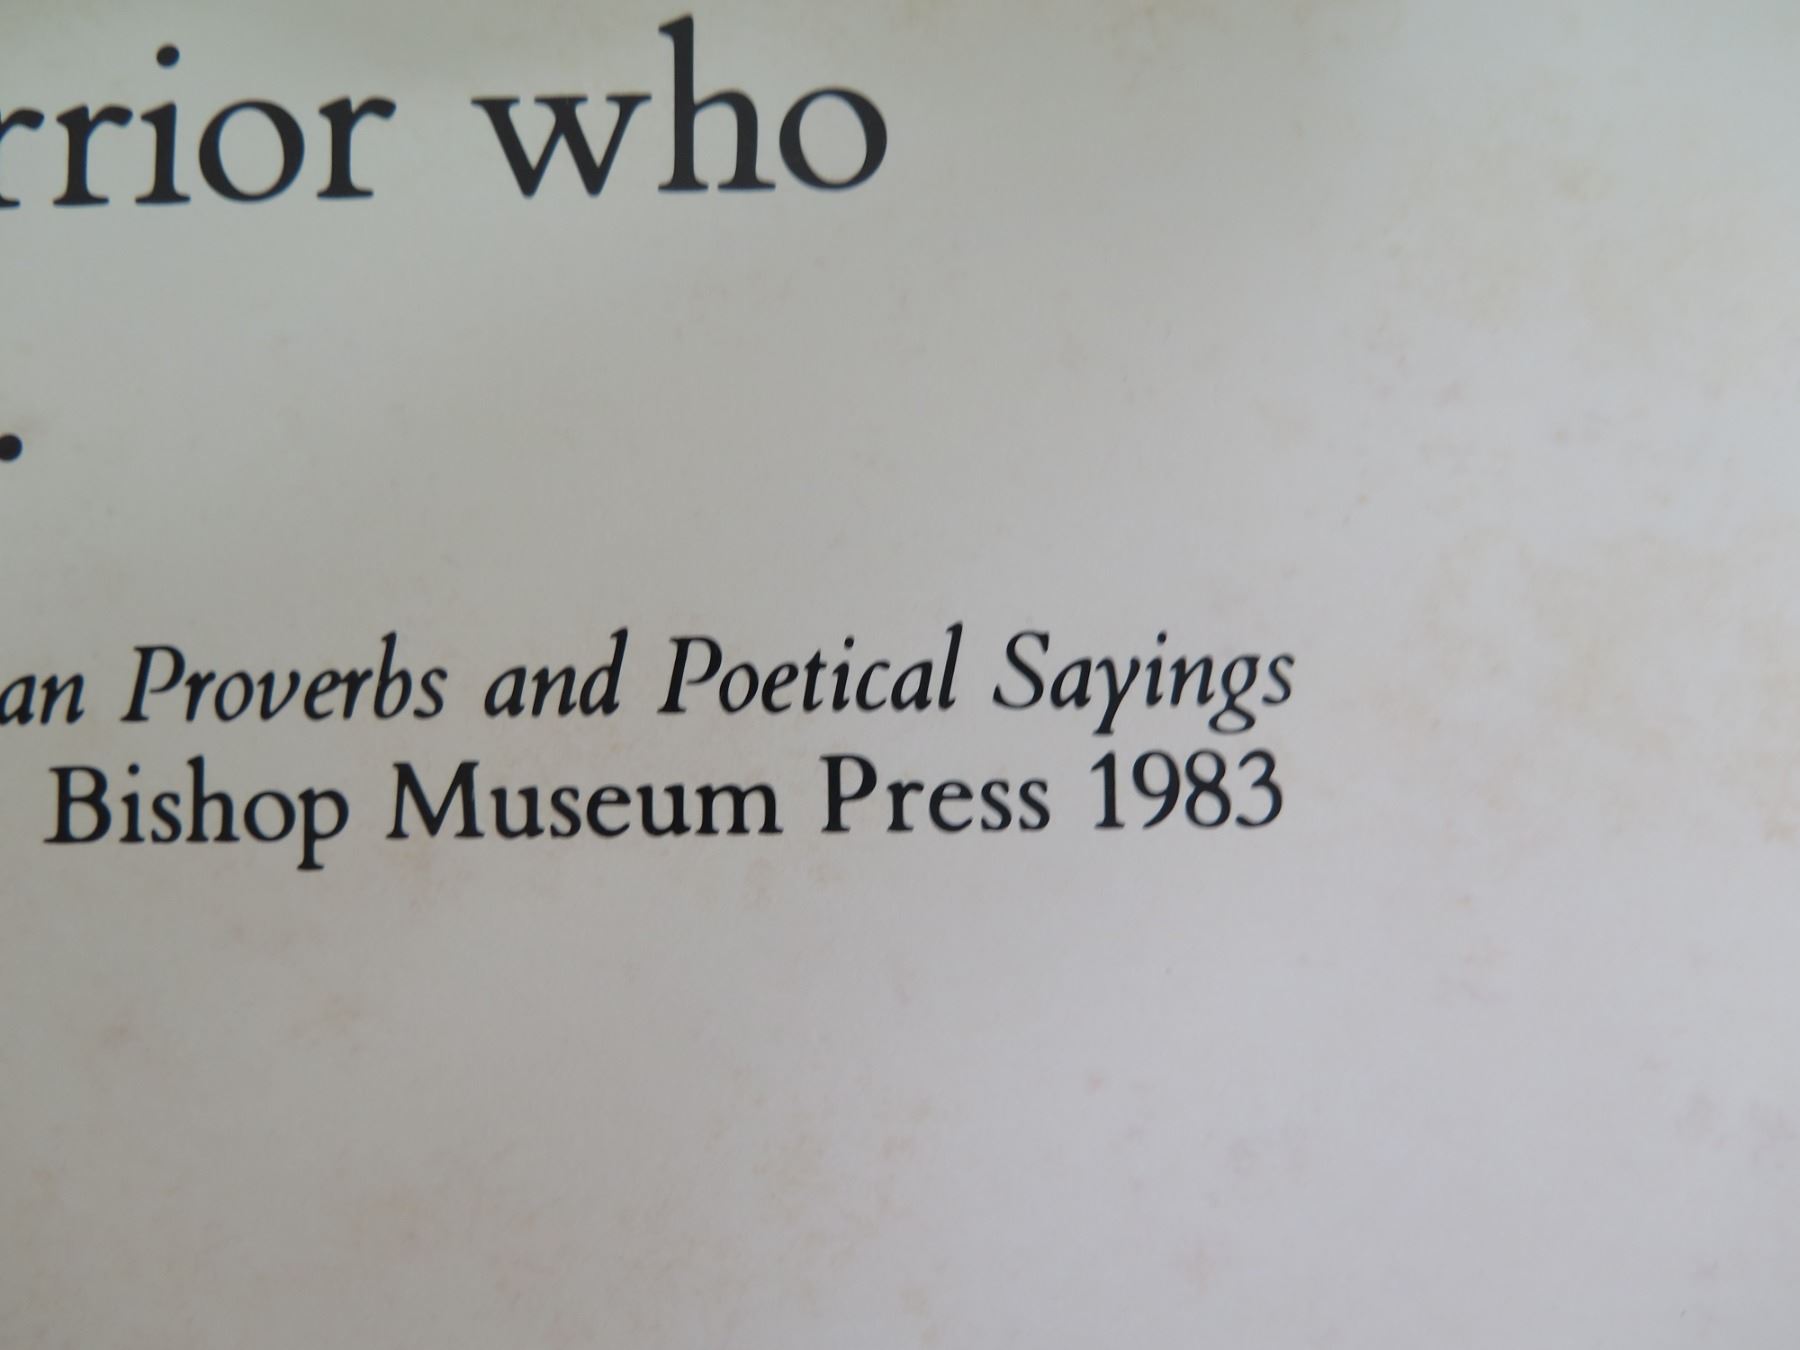 rrior who
.
an Proverbs and Poetical Sayings
Bishop Museum Press 1983